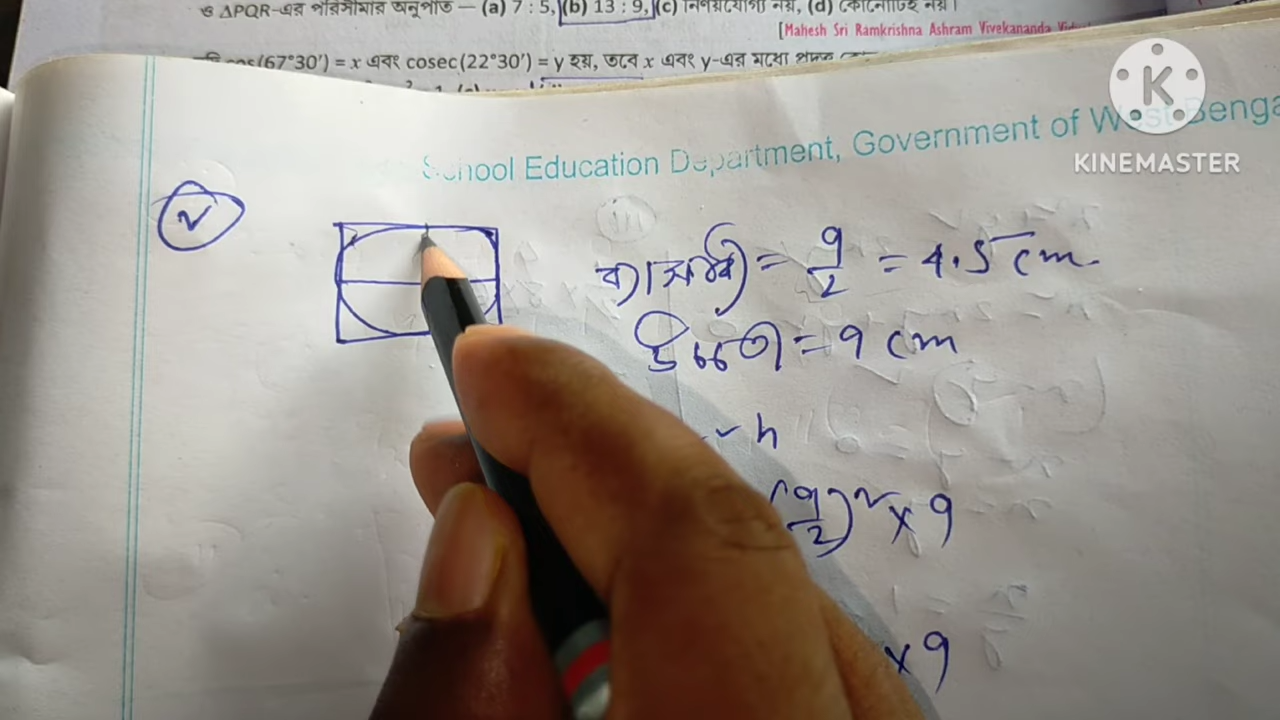 ও ΔPQR-এর পরিসীমার অনুপাত — (a) 7 : 5, (b) 13 : 9, (c) নির্ণয়যোগ্য নয়, (d) কোনোটিই নয়।
[Mahesh Sri Ramkrishna Ashram Vivekananda
(67°30′) = x এবং cosec(22°30′) = y হয়, তবে x এবং y-এর মধ্যে
School Education Department, Government of West Benga
K
KINEMASTER
ব্যাসার্ধ = 9/2 = 4.5 cm.
উচ্চতা = 9 cm
h
(9/2)² × 9
× 9